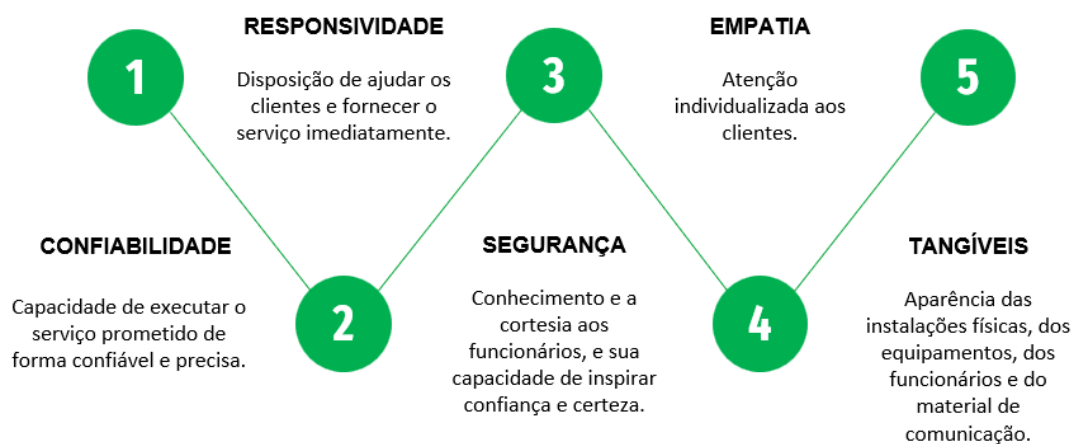 1
CONFIABILIDADE
Capacidade de executar o
serviço prometido de
forma confiável e precisa.
RESPONSIVIDADE
Disposição de ajudar os
clientes e fornecer o
serviço imediatamente.
2
3
SEGURANÇA
Conhecimento e a
cortesia aos
funcionários, e sua
capacidade de inspirar
confiança e certeza.
EMPATIA
Atenção
individualizada aos
clientes.
4
5
TANGÍVEIS
Aparência das
instalações físicas, dos
equipamentos, dos
funcionários e do
material de
comunicação.